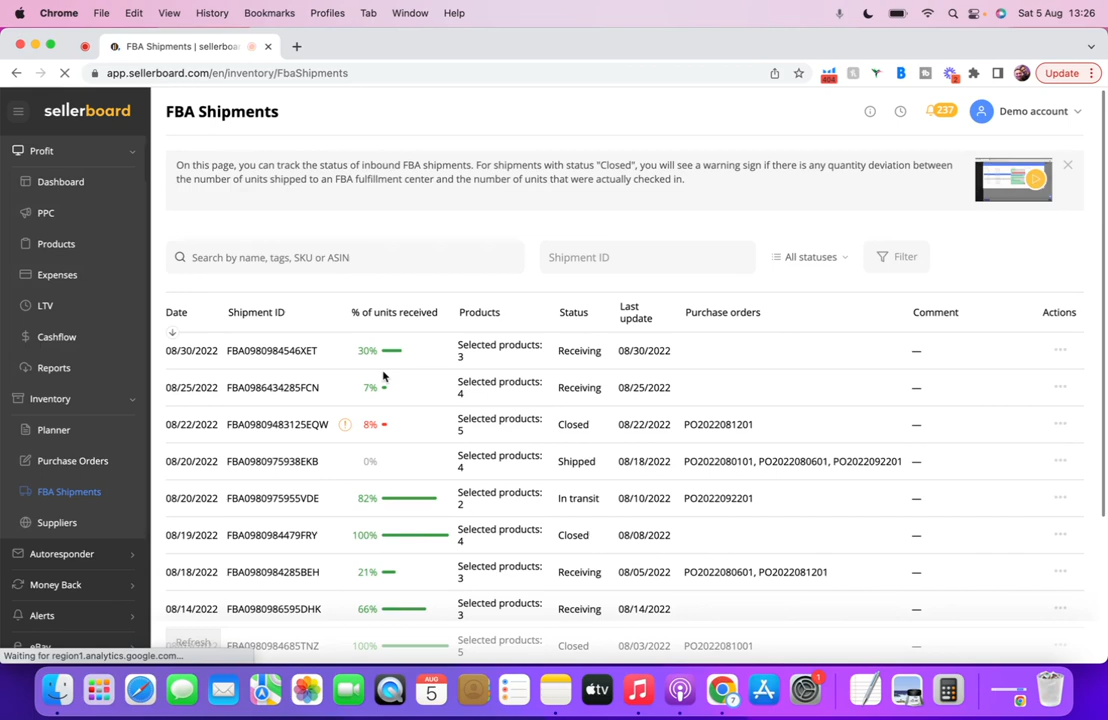 Chrome File Edit View History Bookmarks Profiles Tab Window Help Sat 5 Aug 13:26
FBA Shipments | sellerboa
app.sellerboard.com/en/inventory/FbaShipments 404 2 Update
sellerboard FBA Shipments 237 Demo account
Profit
On this page, you can track the status of inbound FBA shipments. For shipments with status "Closed", you will see a warning sign if there is any quantity deviation between
the number of units shipped to an FBA fulfillment center and the number of units that were actually checked in.
Dashboard
PPC
Products
Expenses
LTV
Cashflow
Reports
Inventory
Planner
Purchase Orders
FBA Shipments
Suppliers
Autoresponder
Money Back
Alerts
eBay
Search by name, tags, SKU or ASIN Shipment ID All statuses Filter
Date Shipment ID % of units received Products Status Last update Purchase orders Comment Actions
08/30/2022 FBA0980984546XET 30% Selected products: 3 Receiving 08/30/2022 — ...
08/25/2022 FBA0986434285FCN 7% Selected products: 4 Receiving 08/25/2022 — ...
08/22/2022 FBA09809483125EQW 8% Selected products: 5 Closed 08/22/2022 PO2022081201 — ...
08/20/2022 FBA0980975938EKB 0% Selected products: 4 Shipped 08/18/2022 PO2022080101, PO2022080601, PO2022092201 — ...
08/20/2022 FBA0980975955VDE 82% Selected products: 2 In transit 08/10/2022 PO2022092201 — ...
08/19/2022 FBA0980984479FRY 100% Selected products: 4 Closed 08/08/2022 — ...
08/18/2022 FBA0980984285BEH 21% Selected products: 3 Receiving 08/05/2022 PO2022080601, PO2022081201 — ...
08/14/2022 FBA0980986595DHK 66% Selected products: 3 Receiving 08/14/2022 — ...
FBA0980984685TNZ 100% Selected products: 5 Closed 08/03/2022 PO2022081001 — ...
Refresh
Waiting for region1.analytics.google.com...
AUG 5 tv 7 1